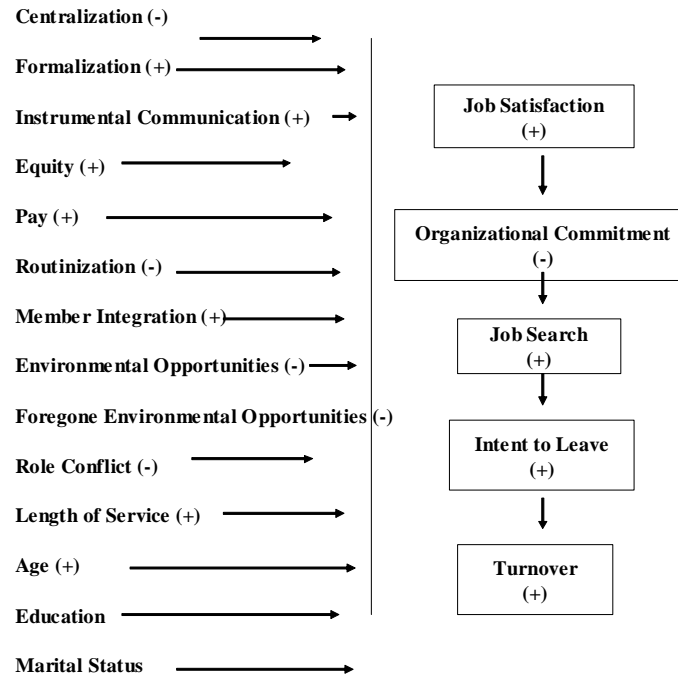 Centralization (-)
Formalization (+)
Instrumental Communication (+)
Equity (+)
Pay (+)
Routinization (-)
Member Integration (+)
Environmental Opportunities (-)
Foregone Environmental Opportunities (-)
Role Conflict (-)
Length of Service (+)
Age (+)
Education
Marital Status
Job Satisfaction
(+)
Organizational Commitment
(-)
Job Search
(+)
Intent to Leave
(+)
Turnover
(+)